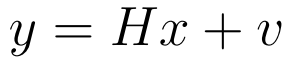 y = Hx + v